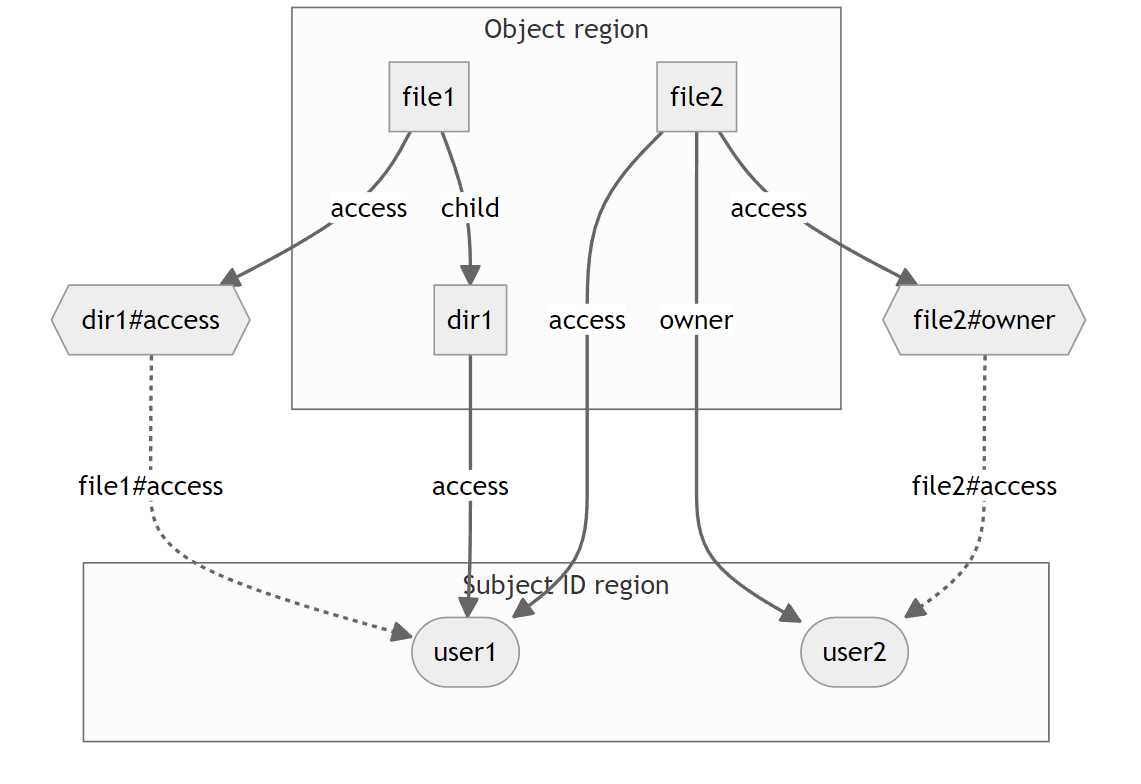 Object region
file1
file2
access
child
access
dir1#access
dir1
access
owner
file2#owner
file1#access
access
file2#access
Subject ID region
user1
user2